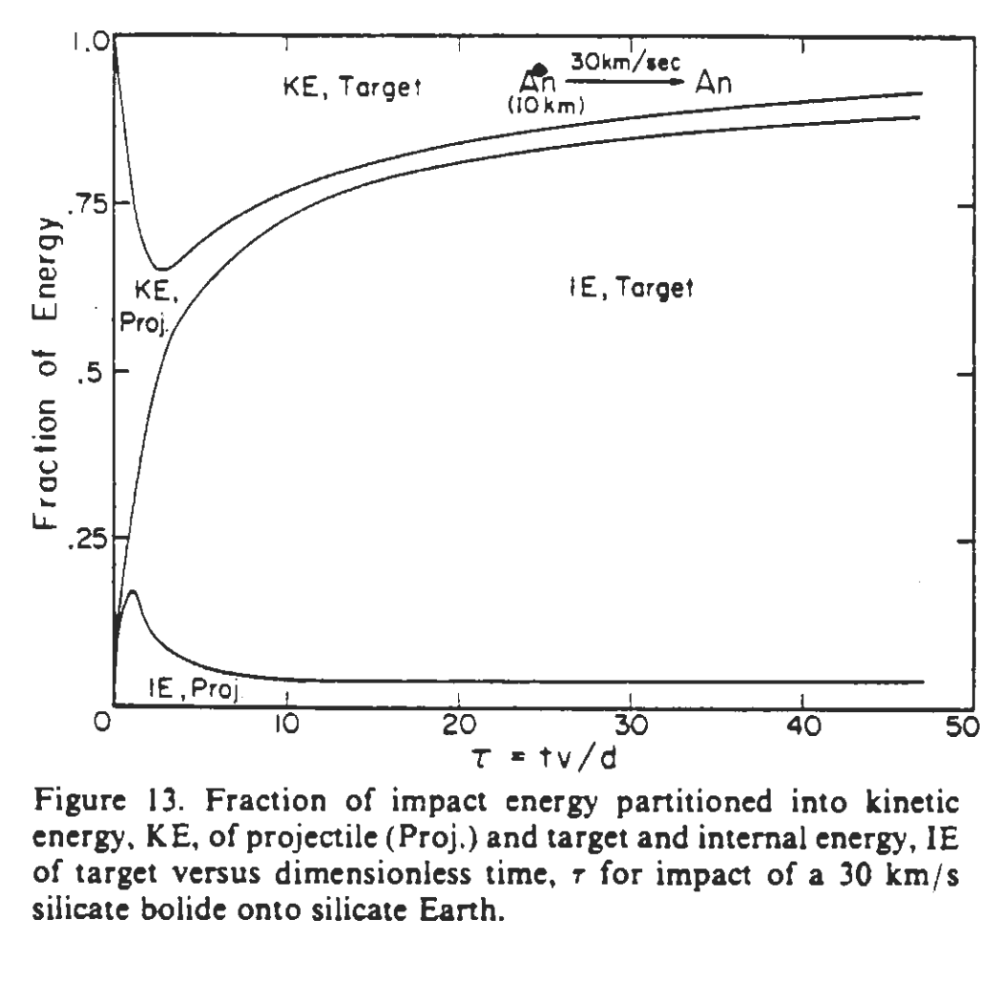 1.0
KE, Target
An 30km/sec An
(10km)
.75
KE,
Proj.
IE, Target
.5
.25
IE, Proj.
0 10 20 30 40 50
Fraction of Energy
τ = tv/d
Figure 13. Fraction of impact energy partitioned into kinetic
energy, KE, of projectile (Proj.) and target and internal energy, IE
of target versus dimensionless time, τ for impact of a 30 km/s
silicate bolide onto silicate Earth.